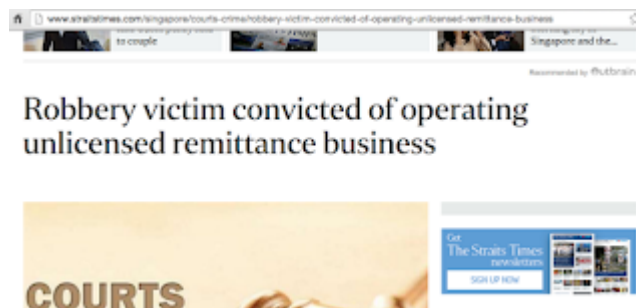 www.straitstimes.com/singapore/courts-crime/robbery-victim-convicted-of-operating-unlicensed-remittance-business
to couple
Singapore and the...
Recommended by
Robbery victim convicted of operating
unlicensed remittance business
Get
The Straits Times
newsletters
SIGN UP NOW
COURTS